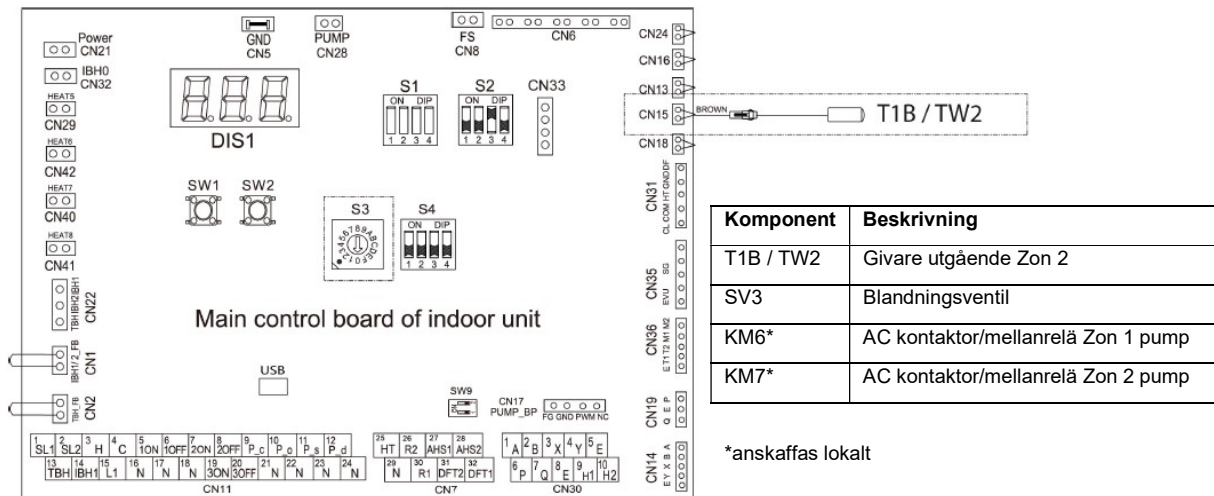 Power
CN21
IBH0
CN32
HEAT5
CN29
HEAT6
CN42
HEAT7
CN40
HEAT8
CN41
TBH IBH2 IBH1
CN22
IBH1/ 2_FB
CN1
TBH_FB
CN2
GND
CN5
PUMP
CN28
FS
CN8
CN6
DIS1
S1
ON DIP
1 2 3 4
S2
ON DIP
1 2 3 4
CN33
SW1
SW2
S3
0123456789ABCDEF
S4
ON DIP
1 2 3 4
Main control board of indoor unit
USB
SW9
CN17
PUMP_BP
FG GND PWM NC
CN24
CN16
CN13
CN15
BROWN
T1B / TW2
CN18
CN31
CL COM HT GND DF
CN35
EVU SG
CN36
E T1 T2 M1 M2
CN19
Q E P
CN14
E Y X B A
1 2 3 4 5 6 7 8 9 10 11 12
SL1 SL2 H C 1ON 1OFF 2ON 2OFF P_c P_o P_s P_d
13 14 15 16 17 18 19 20 21 22 23 24
TBH IBH1 L1 N N N 3ON 3OFF N N N N
CN11
25 26 27 28
HT R2 AHS1 AHS2
29 30 31 32
N R1 DFT2 DFT1
CN7
1 2 3 4 5
A B X Y E
6 7 8 9 10
P Q E H1 H2
CN30
Komponent Beskrivning
T1B / TW2 Givare utgående Zon 2
SV3 Blandningsventil
KM6* AC kontaktor/mellanrelä Zon 1 pump
KM7* AC kontaktor/mellanrelä Zon 2 pump
*anskaffas lokalt